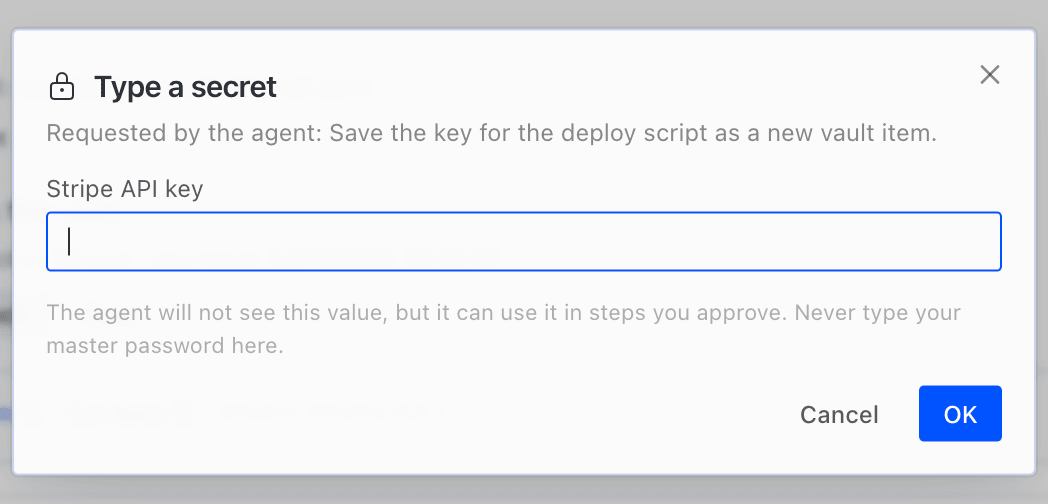 Type a secret
Requested by the agent: Save the key for the deploy script as a new vault item.
Stripe API key
The agent will not see this value, but it can use it in steps you approve. Never type your
master password here.
Cancel
OK